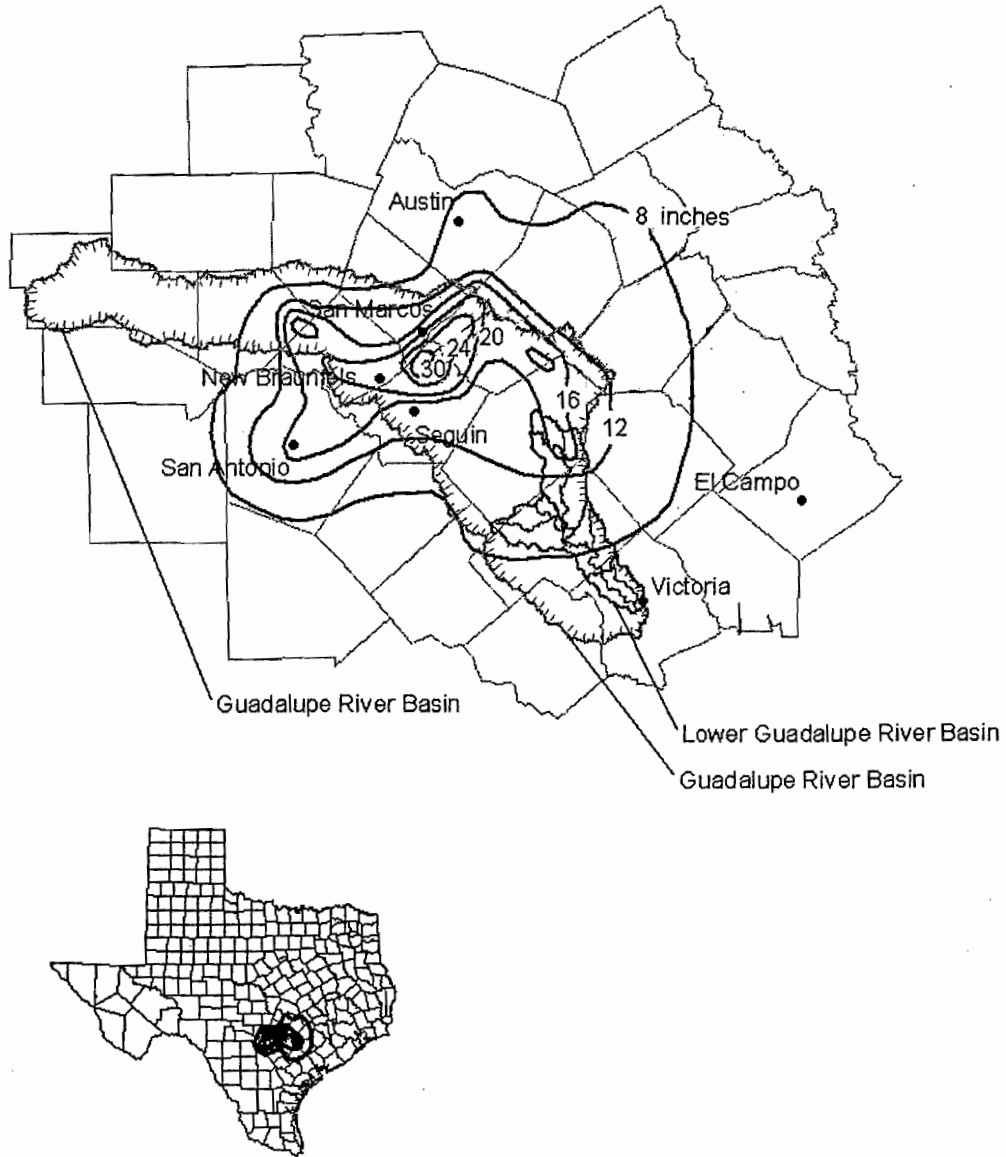 Austin
8 inches
San Marcos
20
24
30
New Braunfels
16
12
Seguin
San Antonio
El Campo
Victoria
Guadalupe River Basin
Lower Guadalupe River Basin
Guadalupe River Basin